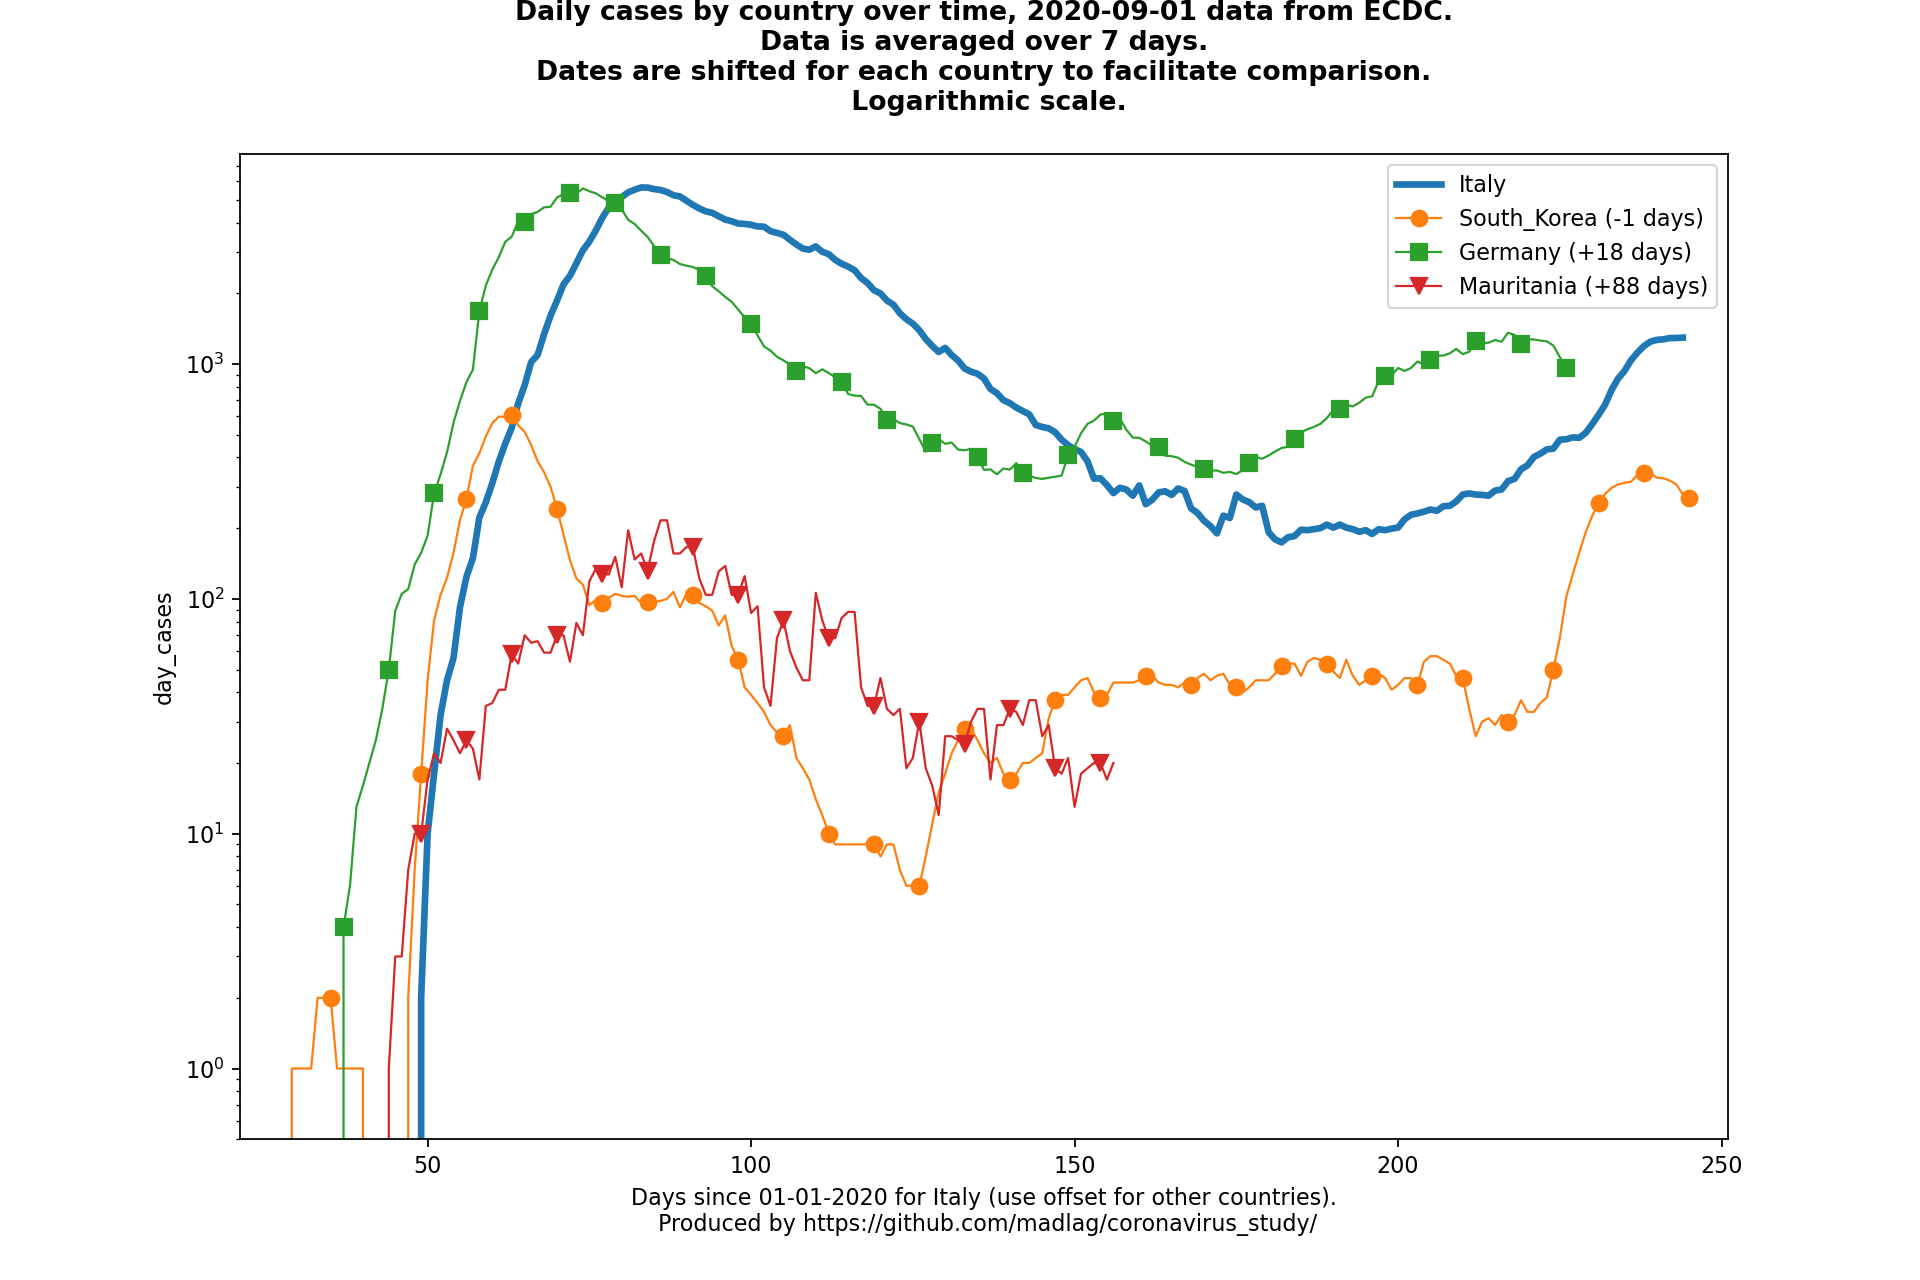 Daily cases by country over time, 2020-09-01 data from ECDC.
Data is averaged over 7 days.
Dates are shifted for each country to facilitate comparison.
Logarithmic scale.
Italy
South_Korea (-1 days)
Germany (+18 days)
Mauritania (+88 days)
day_cases
10³
10²
10¹
10⁰
50
100
150
200
250
Days since 01-01-2020 for Italy (use offset for other countries).
Produced by https://github.com/madlag/coronavirus_study/